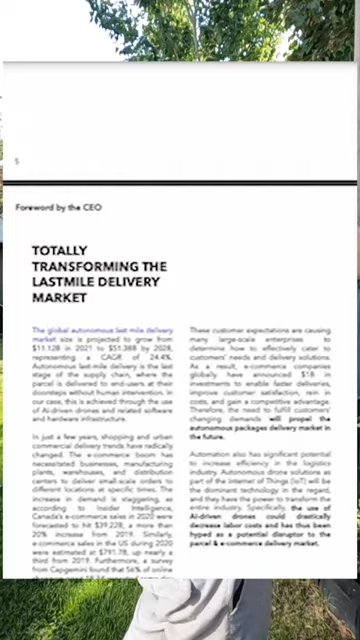 5
Foreword by the CEO
TOTALLY
TRANSFORMING THE
LASTMILE DELIVERY
MARKET
The global autonomous last mile delivery
market size is projected to grow from
$11.12B in 2021 to $51.38B by 2028,
representing a CAGR of 24.4%.
Autonomous last-mile delivery is the last
stage of the supply chain, where the
parcel is delivered to end-users at their
doorsteps without human intervention. In
our case, this is achieved through the use
of AI-driven drones and related software
and hardware infrastructure.
In just a few years, shopping and urban
commercial delivery trends have radically
changed. The e-commerce boom has
necessitated businesses, manufacturing
plants, warehouses, and distribution
centers to deliver small-scale orders to
different locations at specific times. The
increase in demand is staggering, as
according to Insider Intelligence,
Canada's e-commerce sales in 2020 were
forecasted to hit $39.22B, a more than
20% increase from 2019. Similarly,
e-commerce sales in the US during 2020
were estimated at $791.7B, up nearly a
third from 2019. Furthermore, a survey
from Capgemini found that 56% of online
These customer expectations are causing
many large-scale enterprises to
determine how to effectively cater to
customers' needs and delivery solutions.
As a result, e-commerce companies
globally have announced $1B in
investments to enable faster deliveries,
improve customer satisfaction, rein in
costs, and gain a competitive advantage.
Therefore, the need to fulfill customers'
changing demands will propel the
autonomous packages delivery market in
the future.
Automation also has significant potential
to increase efficiency in the logistics
industry. Autonomous drone solutions as
part of the Internet of Things (IoT) will
be the dominant technology in the regard,
and they have the power to transform the
entire industry. Specifically, the use of
AI-driven drones could drastically
decrease labor costs and has thus been
hyped as a potential disruptor to the
parcel & e-commerce delivery market.